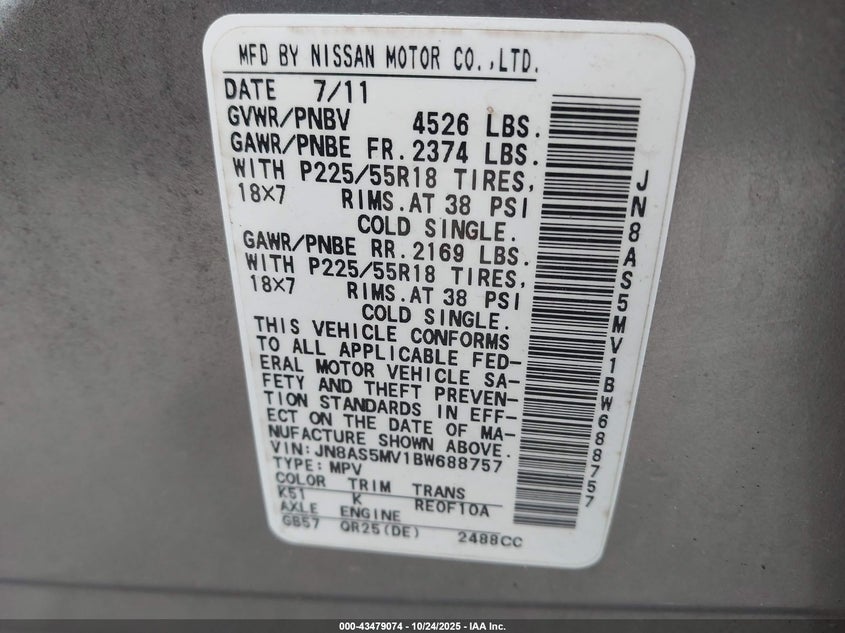 MFD BY NISSAN MOTOR CO.,LTD.
DATE 7/11
GVWR/PNBV 4526 LBS.
GAWR/PNBE FR. 2374 LBS.
WITH P225/55R18 TIRES,
18×7 RIMS.AT 38 PSI
COLD SINGLE.
GAWR/PNBE RR. 2169 LBS.
WITH P225/55R18 TIRES,
18×7 RIMS.AT 38 PSI
COLD SINGLE.
THIS VEHICLE CONFORMS
TO ALL APPLICABLE FED-
ERAL MOTOR VEHICLE SA-
FETY AND THEFT PREVEN-
TION STANDARDS IN EFF-
ECT ON THE DATE OF MA-
NUFACTURE SHOWN ABOVE.
VIN:JN8AS5MV1BW688757
TYPE:MPV
COLOR TRIM TRANS
K51 K RE0F10A
AXLE ENGINE
GB57 QR25(DE) 2488CC
JN8AS5MV1BW688757
000-43479074 - 10/24/2025 - IAA Inc.